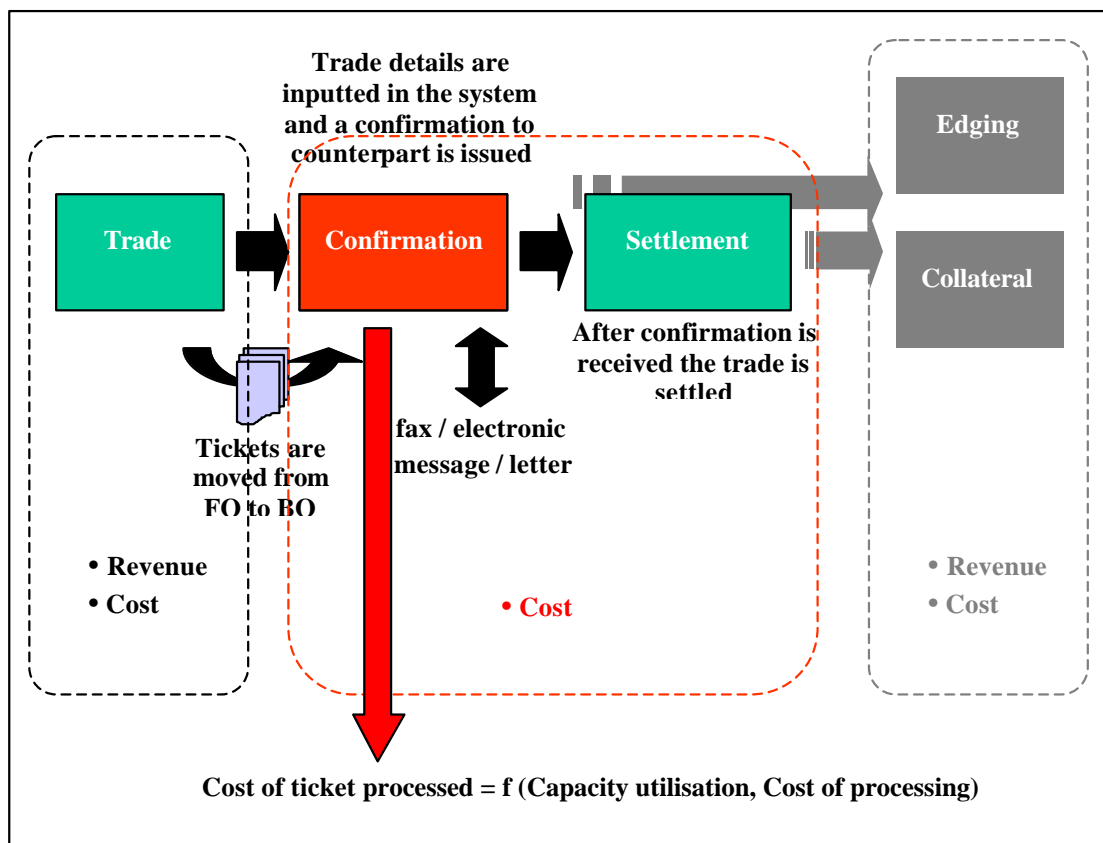 Trade details are
inputted in the system
and a confirmation to
counterpart is issued
Trade
Confirmation
Settlement
Edging
Collateral
After confirmation is
received the trade is
settled
fax / electronic
message / letter
Tickets are
moved from
FO to BO
• Revenue
• Cost
• Cost
• Revenue
• Cost
Cost of ticket processed = f (Capacity utilisation, Cost of processing)